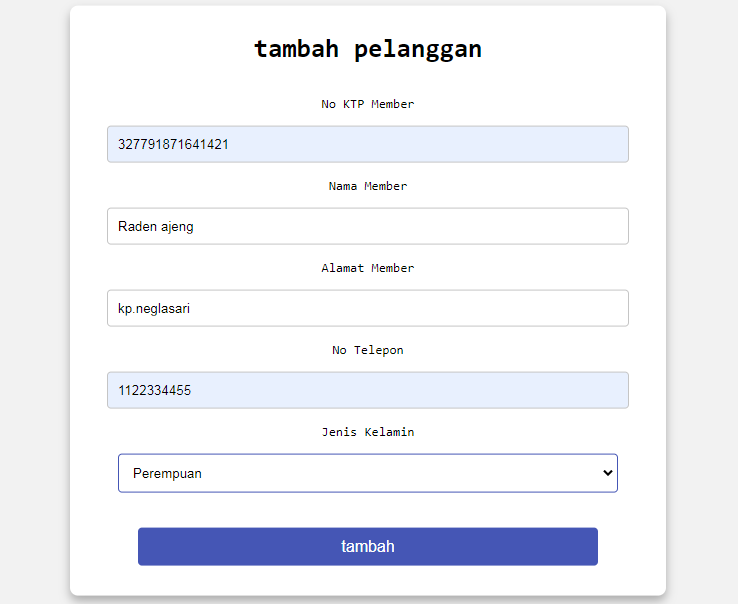 tambah pelanggan
No KTP Member
327791871641421
Nama Member
Raden ajeng
Alamat Member
kp.neglasari
No Telepon
1122334455
Jenis Kelamin
Perempuan
tambah